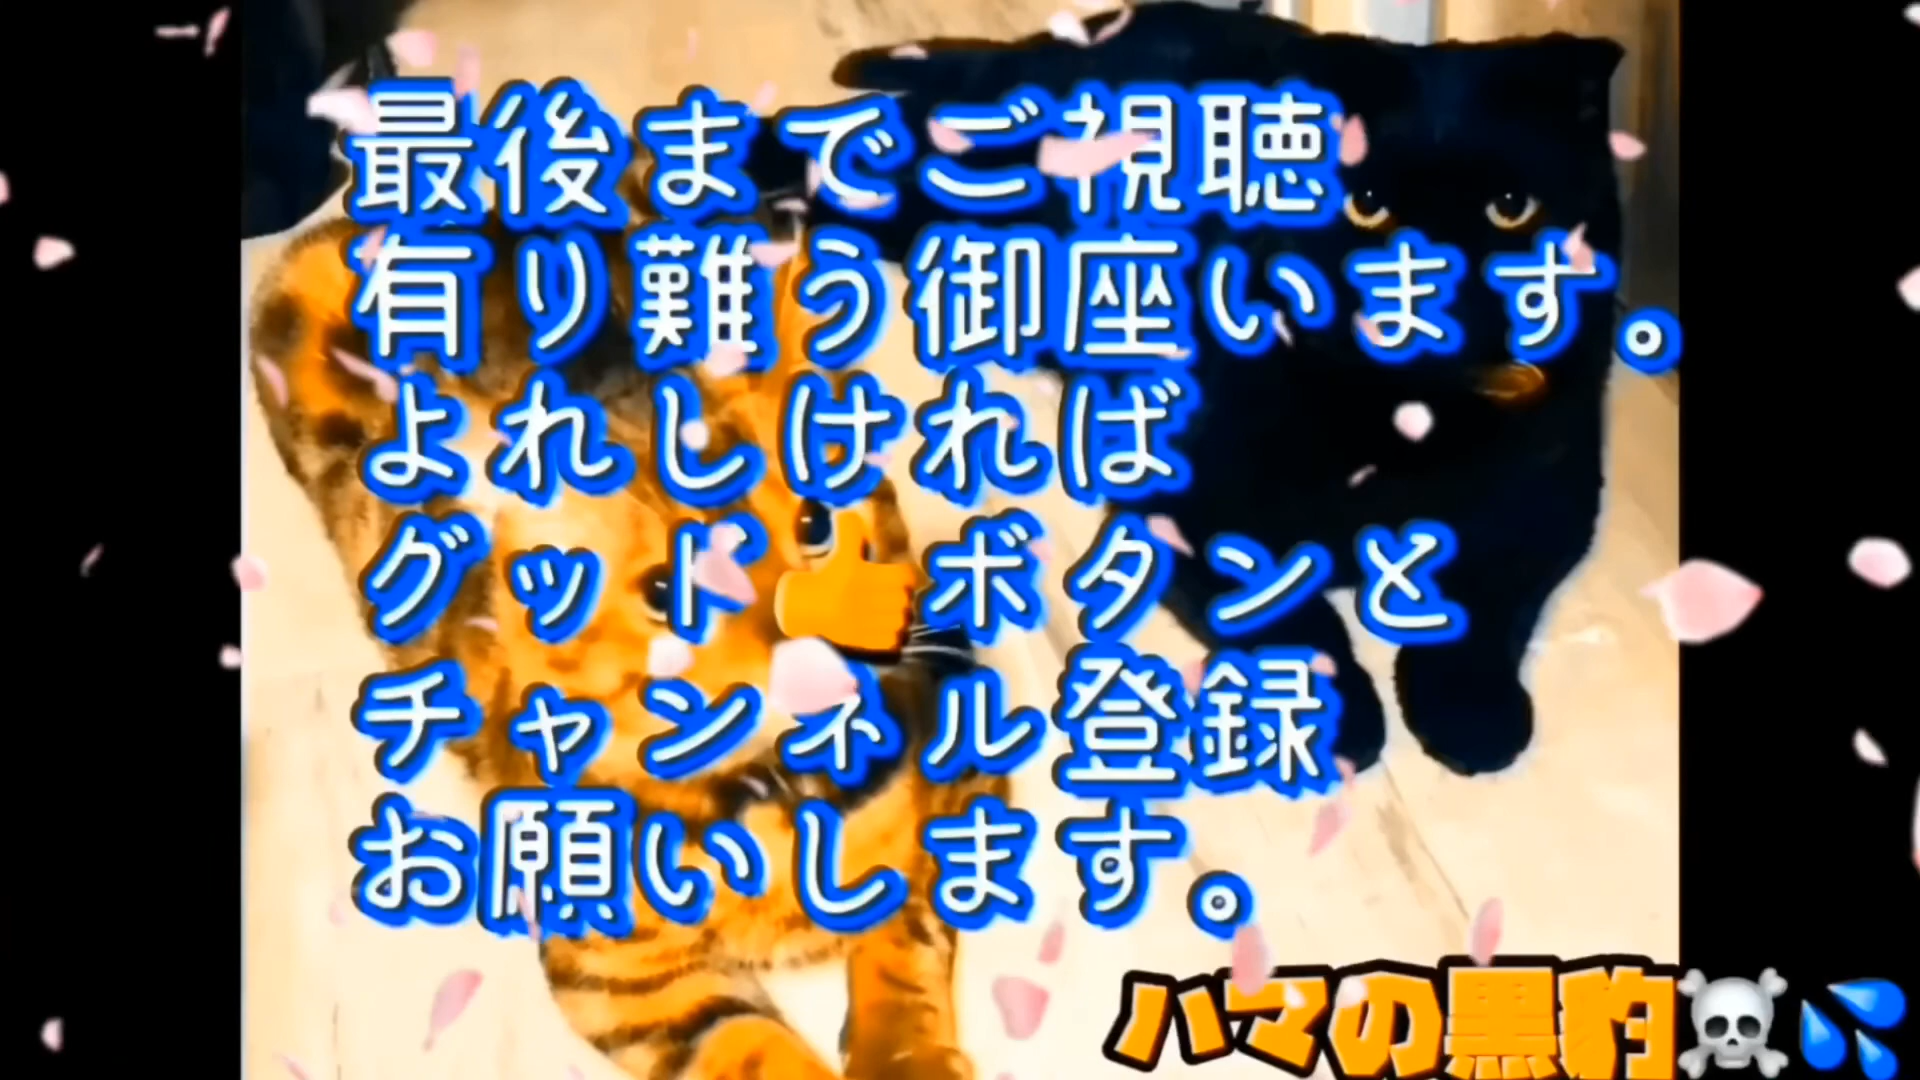 最後までご視聴
有り難う御座います。
よれしければ
グッド👍ボタンと
チャンネル登録
お願いします。
ハマの黒豹☠💦